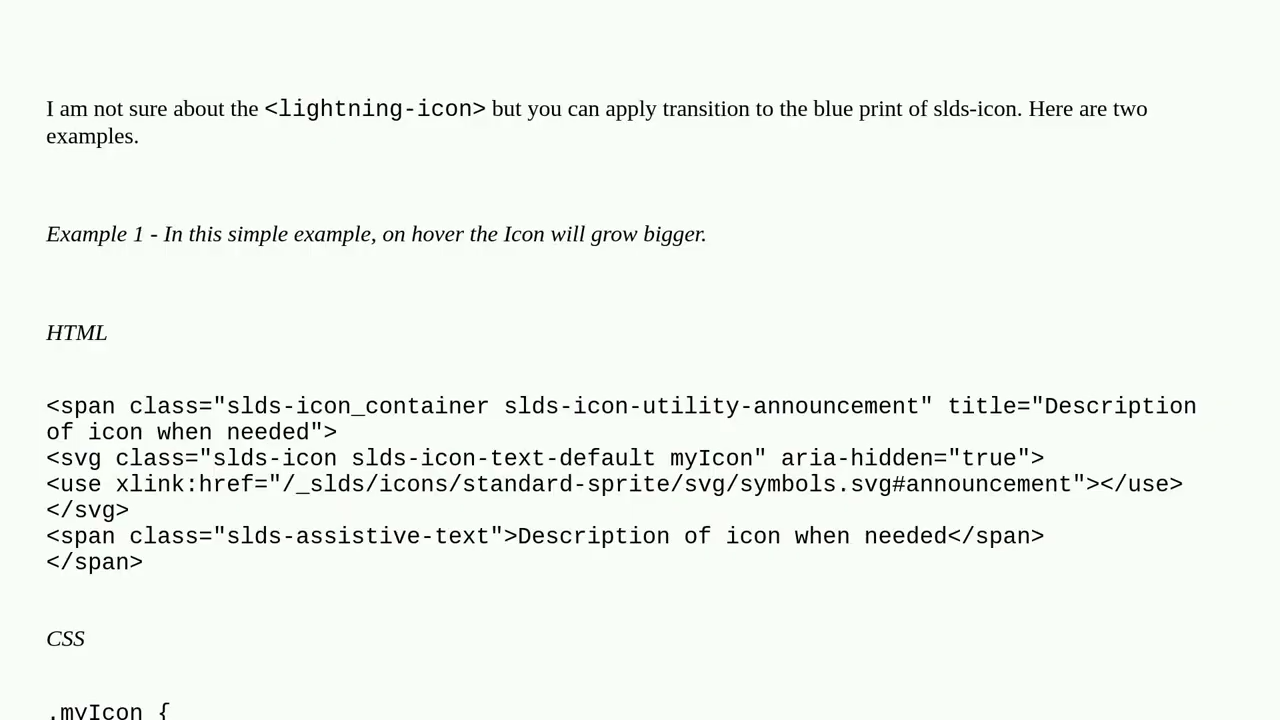 I am not sure about the <lightning-icon> but you can apply transition to the blue print of slds-icon. Here are two
examples.
Example 1 - In this simple example, on hover the Icon will grow bigger.
HTML
<span class="slds-icon_container slds-icon-utility-announcement" title="Description
of icon when needed">
<svg class="slds-icon slds-icon-text-default myIcon" aria-hidden="true">
<use xlink:href="/_slds/icons/standard-sprite/svg/symbols.svg#announcement"></use>
</svg>
<span class="slds-assistive-text">Description of icon when needed</span>
</span>
CSS
.myIcon {